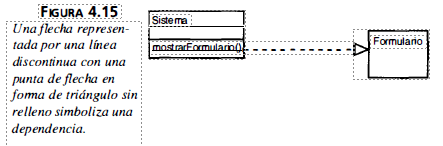 FIGURA 4.15
Una flecha represen-
tada por una línea
discontinua con una
punta de flecha en
forma de triángulo sin
relleno simboliza una
dependencia.
Sistema
mostrarFormulario()
Formulario